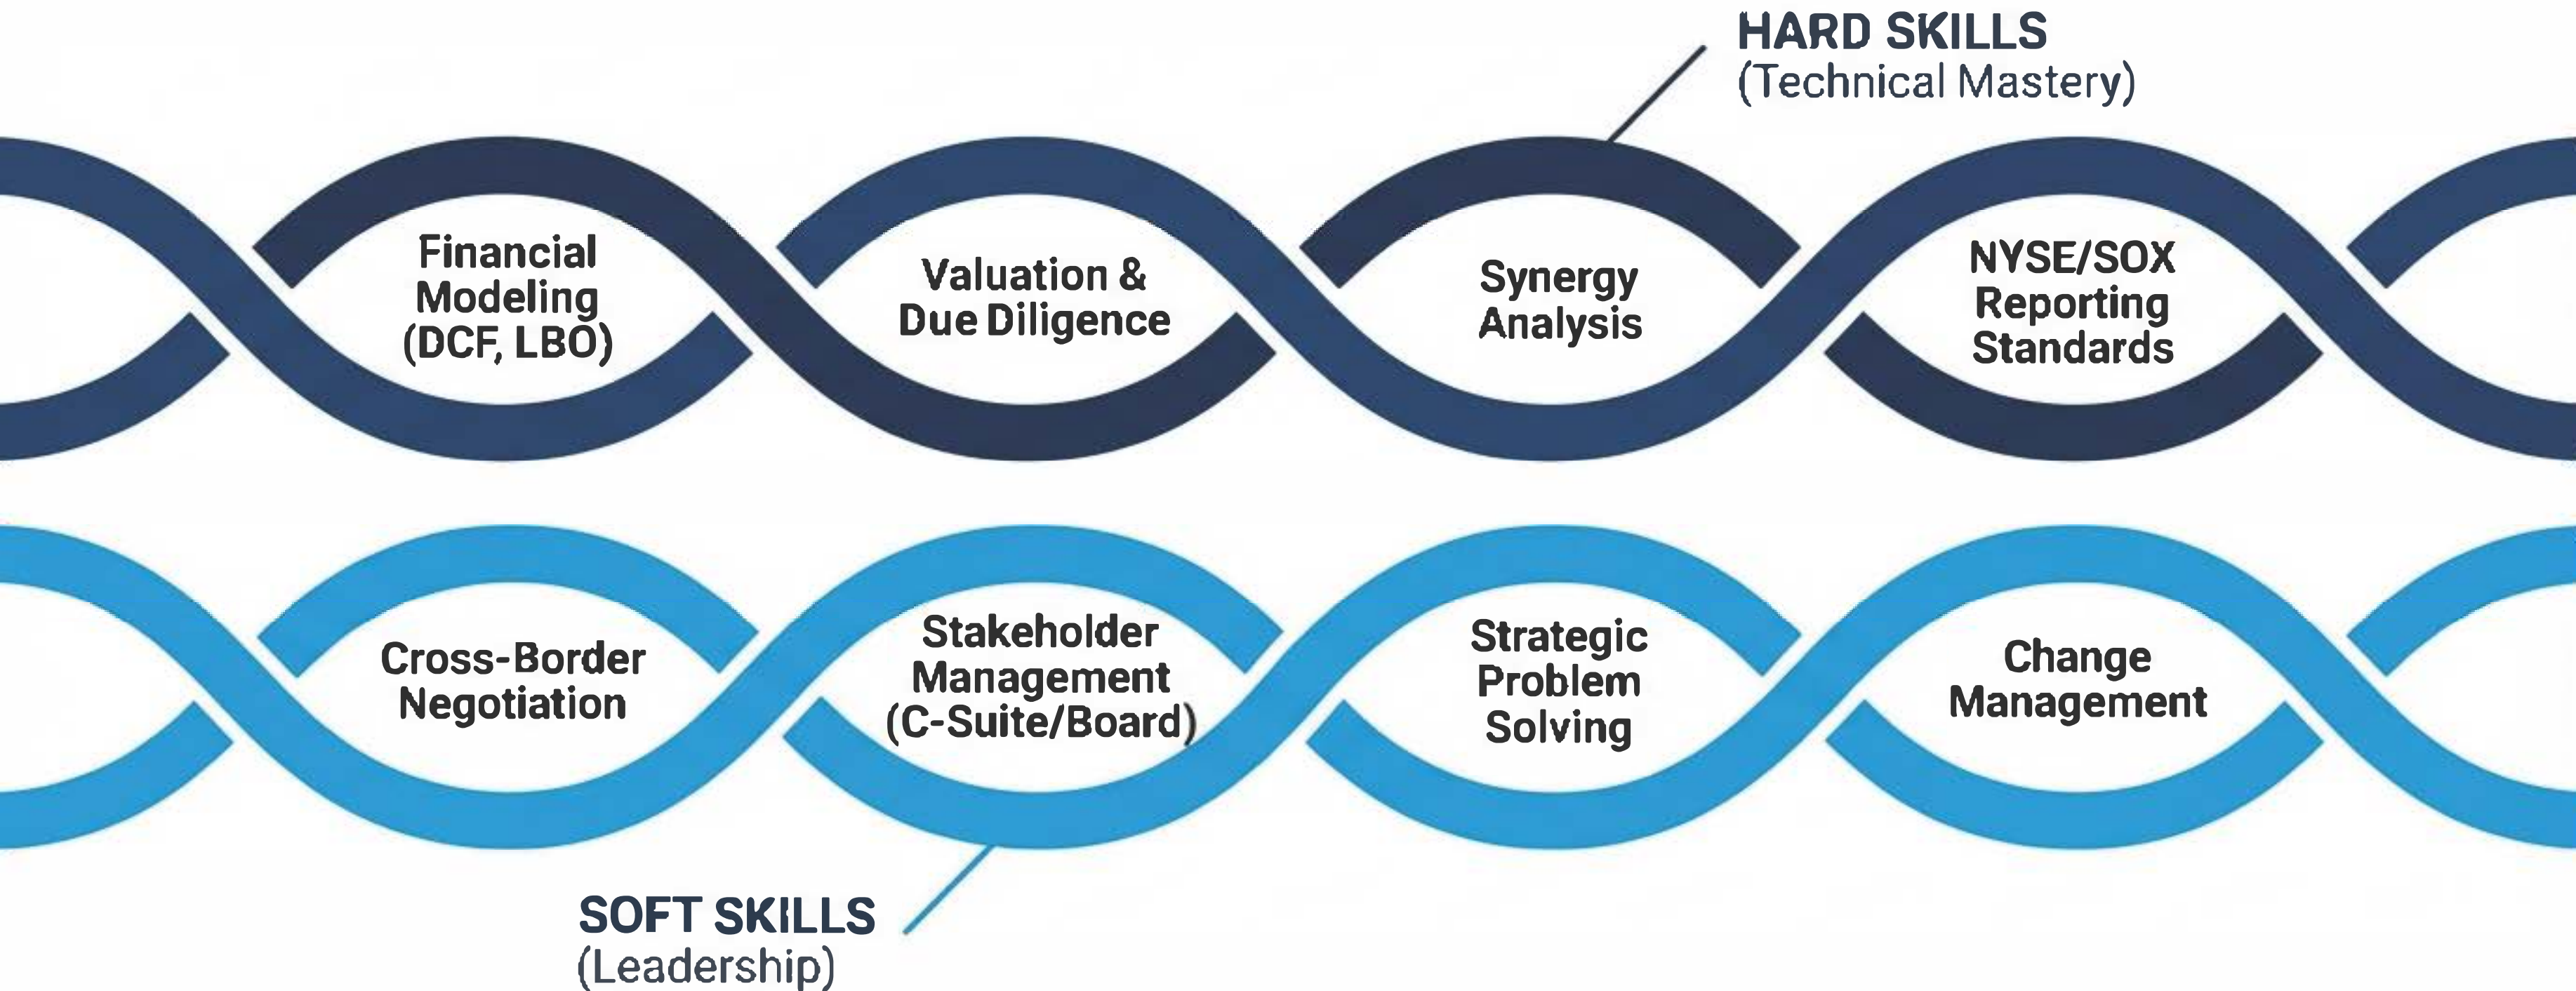 HARD SKILLS
(Technical Mastery)
Financial
Modeling
(DCF, LBO)
Valuation &
Due Diligence
Synergy
Analysis
NYSE/SOX
Reporting
Standards
Cross-Border
Negotiation
Stakeholder
Management
(C-Suite/Board)
Strategic
Problem
Solving
Change
Management
SOFT SKILLS
(Leadership)